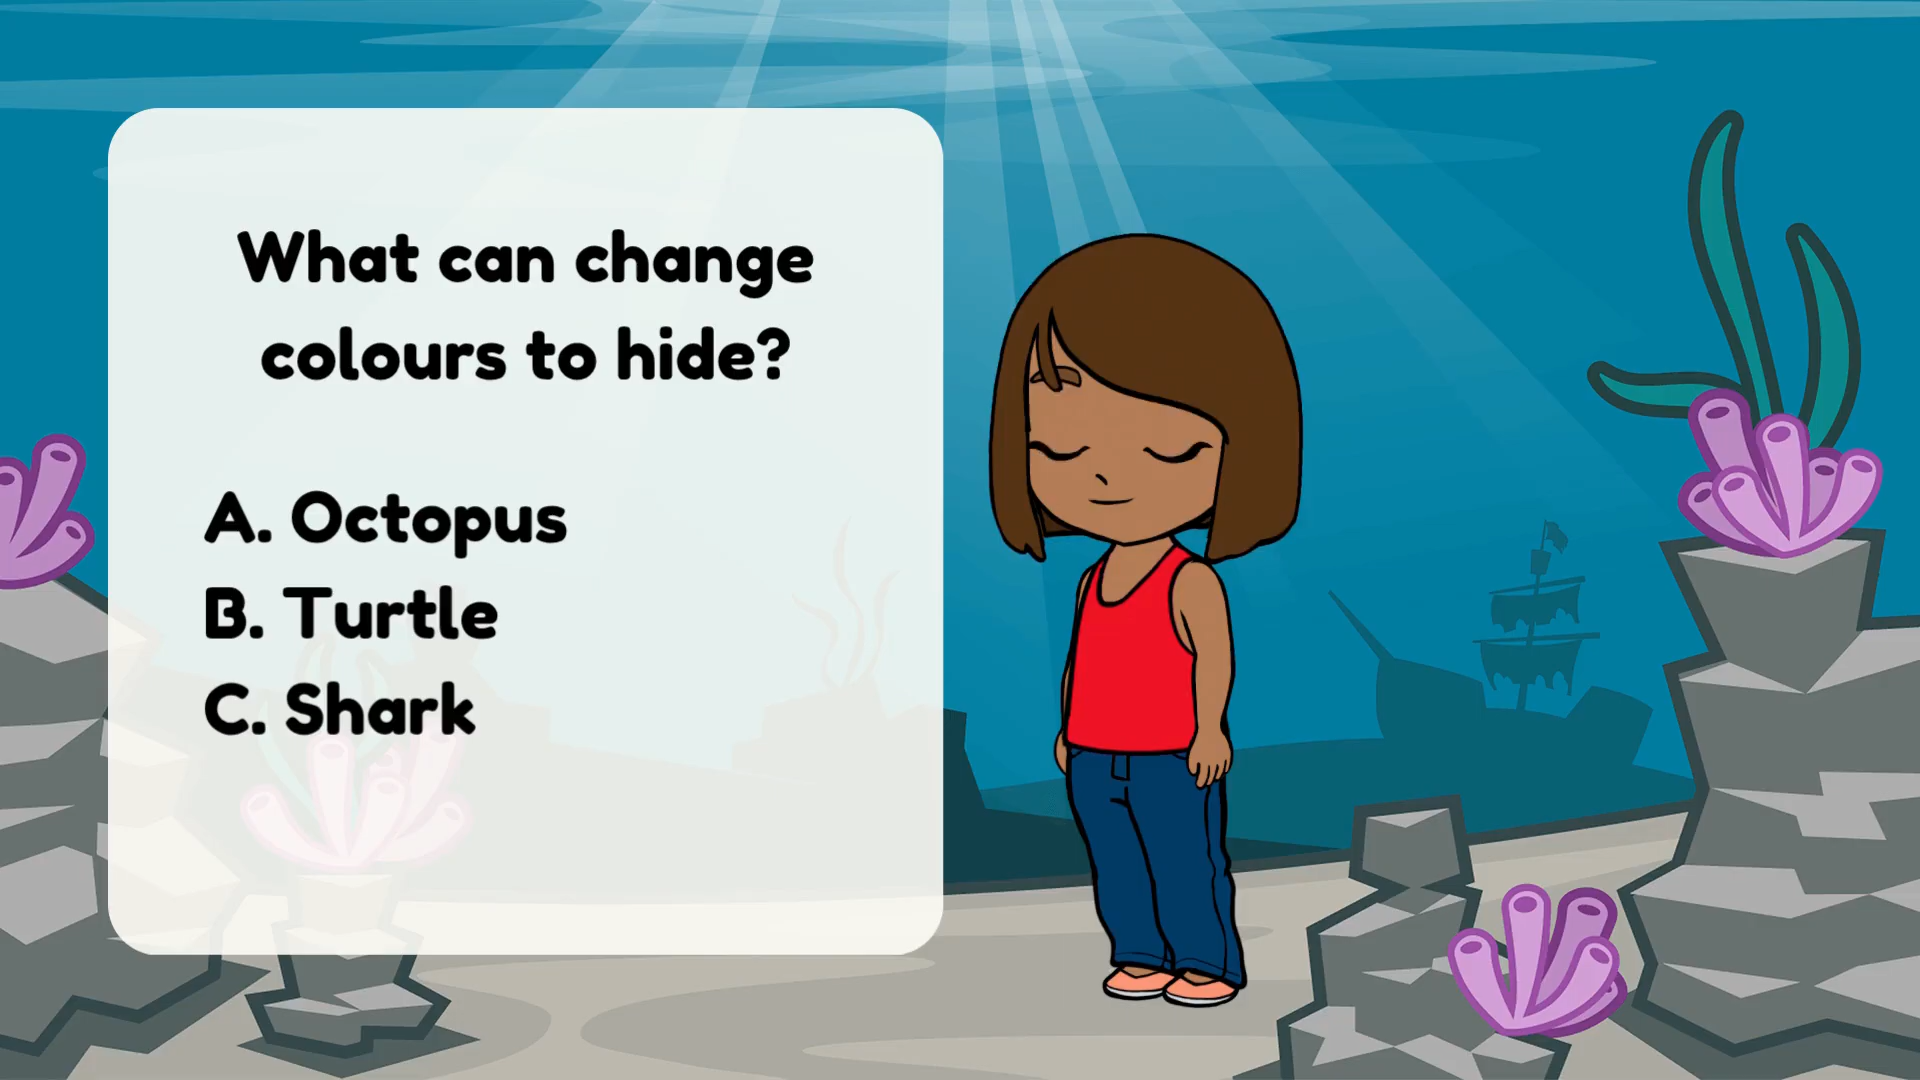 What can change
colours to hide?
A. Octopus
B. Turtle
C. Shark